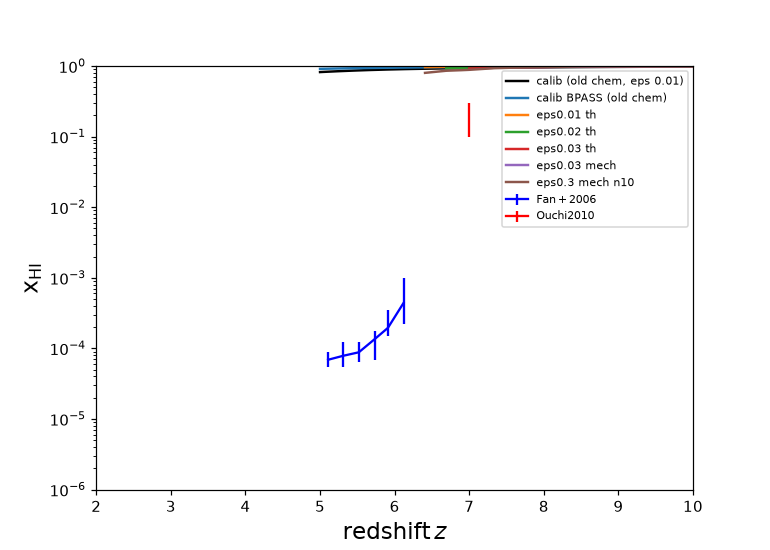 10⁰
10⁻¹
10⁻²
10⁻³
10⁻⁴
10⁻⁵
10⁻⁶
x_HI
calib (old chem, eps 0.01)
calib BPASS (old chem)
eps0.01 th
eps0.02 th
eps0.03 th
eps0.03 mech
eps0.3 mech n10
Fan+2006
Ouchi2010
2 3 4 5 6 7 8 9 10
redshift z